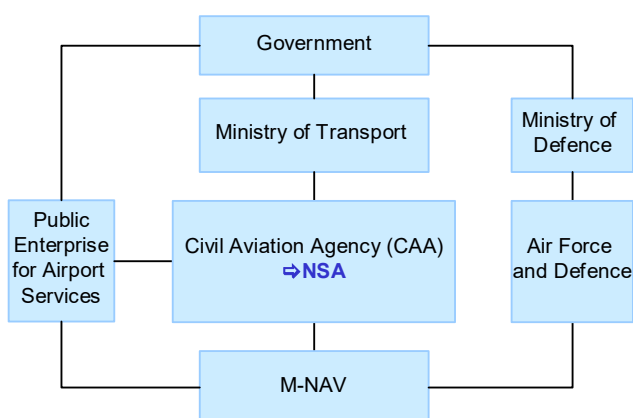 Government
Ministry of Transport
Ministry of
Defence
Public
Enterprise
for Airport
Services
Civil Aviation Agency (CAA)
⇨NSA
Air Force
and Defence
M-NAV